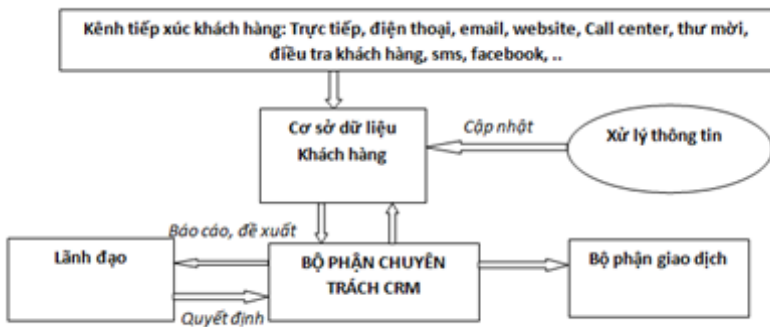 Kênh tiếp xúc khách hàng: Trực tiếp, điện thoại, email, website, Call center, thư mời,
điều tra khách hàng, sms, facebook, ..
Cơ sở dữ liệu
Khách hàng
Cập nhật
Xử lý thông tin
Báo cáo, đề xuất
Lãnh đạo
BỘ PHẬN CHUYÊN
TRÁCH CRM
Bộ phận giao dịch
Quyết định